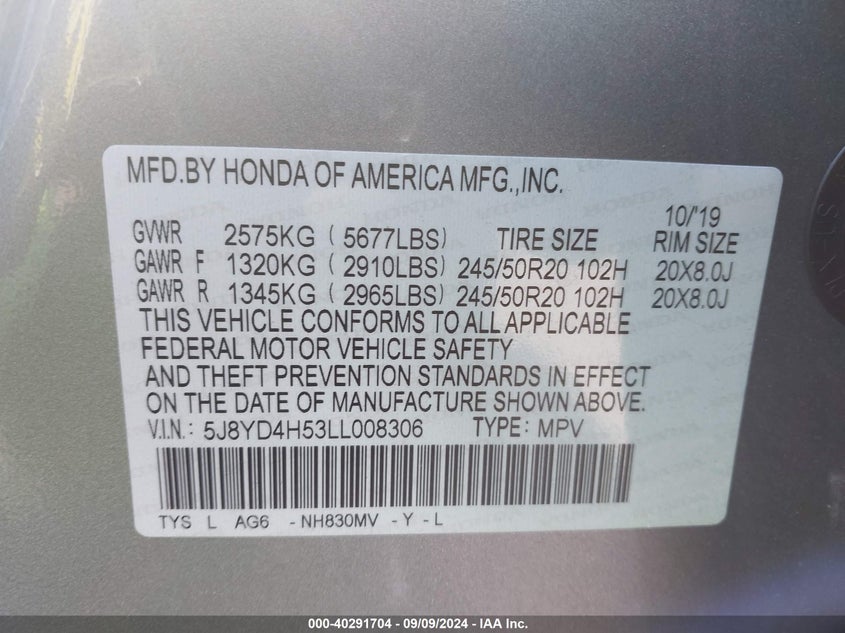 MFD.BY HONDA OF AMERICA MFG.,INC.
10/'19
GVWR 2575KG ( 5677LBS) TIRE SIZE RIM SIZE
GAWR F 1320KG ( 2910LBS) 245/50R20 102H 20X8.0J
GAWR R 1345KG ( 2965LBS) 245/50R20 102H 20X8.0J
THIS VEHICLE CONFORMS TO ALL APPLICABLE
FEDERAL MOTOR VEHICLE SAFETY
AND THEFT PREVENTION STANDARDS IN EFFECT
ON THE DATE OF MANUFACTURE SHOWN ABOVE.
V.I.N.: 5J8YD4H53LL008306 TYPE: MPV
TYS L AG6 -NH830MV -Y -L
000-40291704 - 09/09/2024 - IAA Inc.